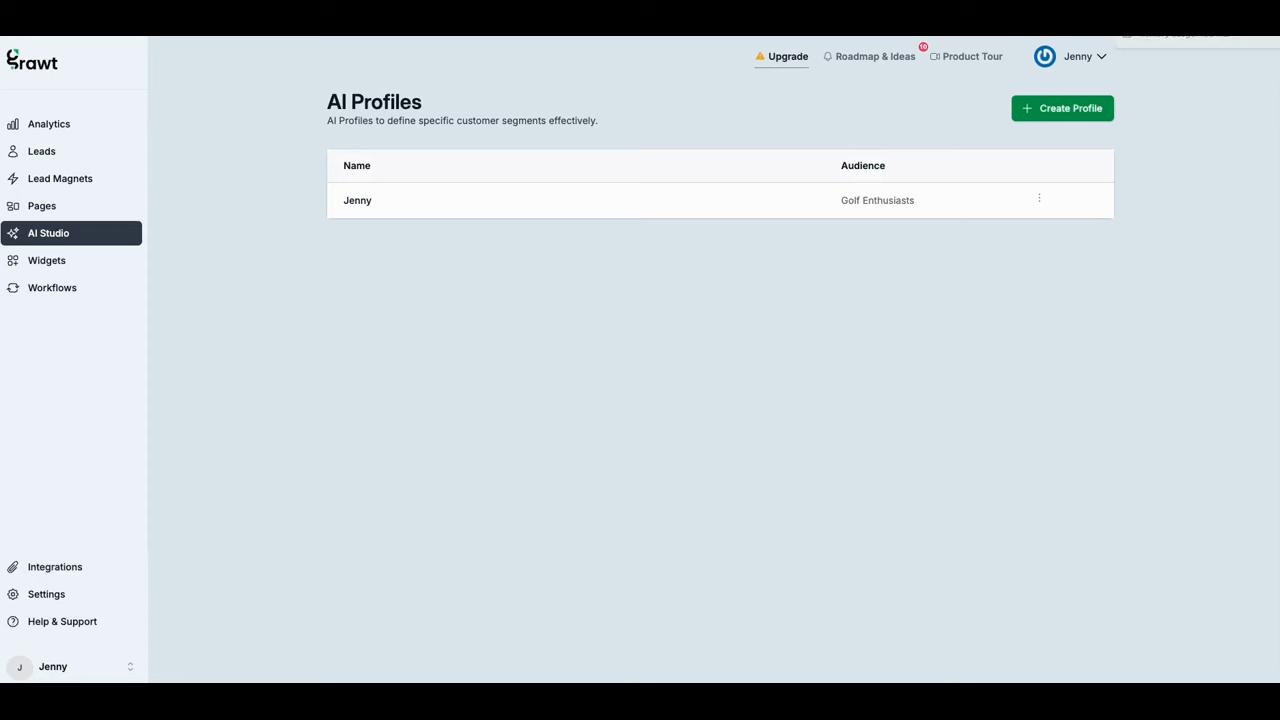 grawt
Upgrade
Roadmap & Ideas
10
Product Tour
Jenny
AI Profiles
AI Profiles to define specific customer segments effectively.
Create Profile
Name Audience
Jenny Golf Enthusiasts
Analytics
Leads
Lead Magnets
Pages
AI Studio
Widgets
Workflows
Integrations
Settings
Help & Support
J Jenny